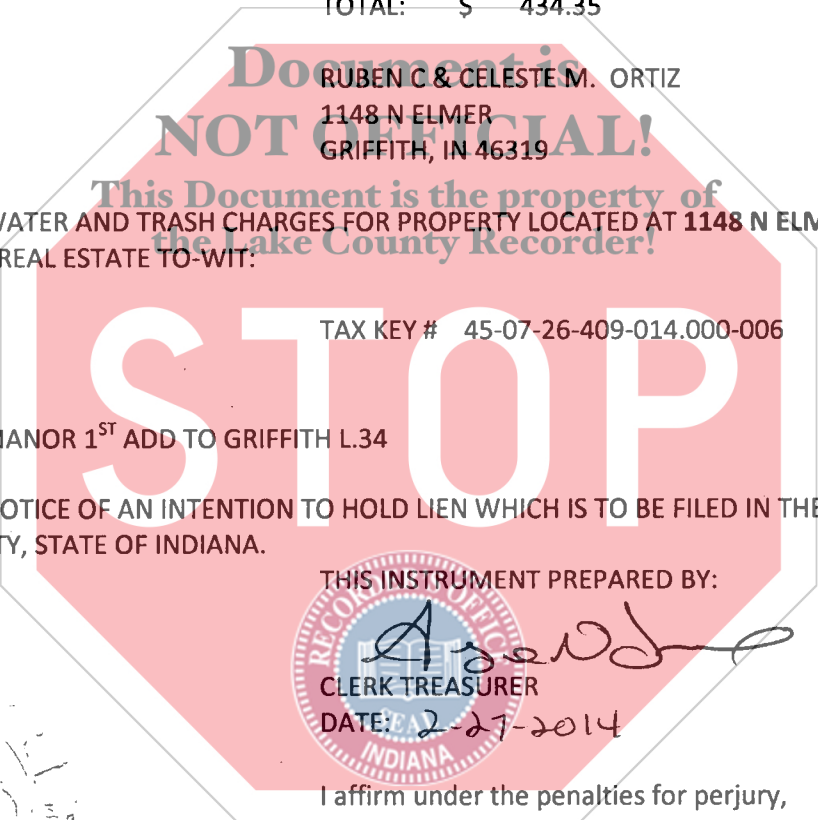 TOTAL: $ 434.35
Document is
RUBEN C & CELESTE M. ORTIZ
1148 N ELMER
NOT OFFICIAL!
GRIFFITH, IN 46319
This Document is the property of
WATER AND TRASH CHARGES FOR PROPERTY LOCATED AT 1148 N ELM
the Lake County Recorder!
REAL ESTATE TO-WIT:
TAX KEY # 45-07-26-409-014.000-006
STOP
MANOR 1ST ADD TO GRIFFITH L.34
OTICE OF AN INTENTION TO HOLD LIEN WHICH IS TO BE FILED IN THE
TY, STATE OF INDIANA.
THIS INSTRUMENT PREPARED BY:
CLERK TREASURER
SEAL
DATE: 2-27-2014
INDIANA
I affirm under the penalties for perjury,